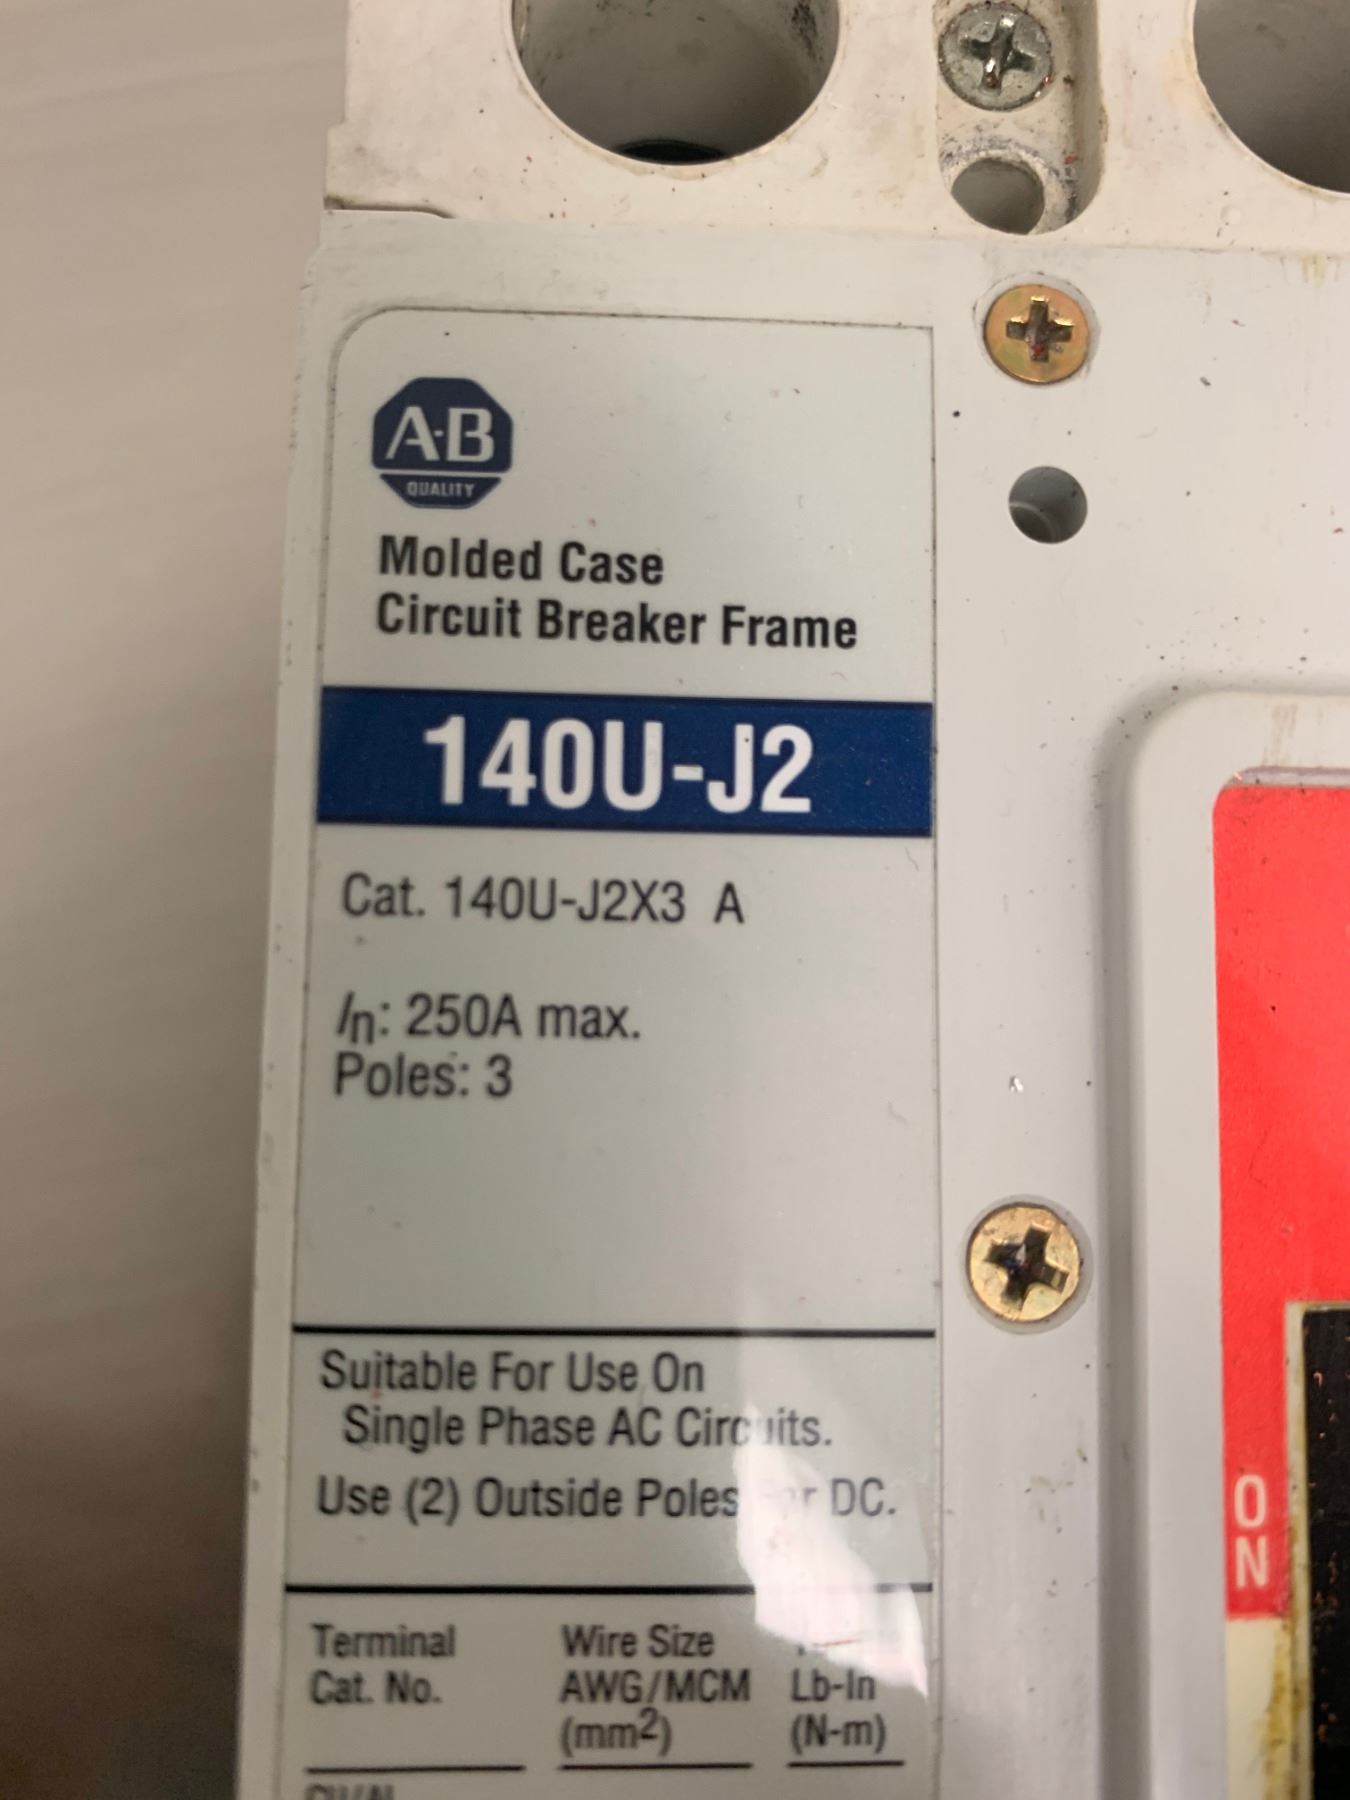 A-B
QUALITY
Molded Case
Circuit Breaker Frame
140U-J2
Cat. 140U-J2X3 A
In: 250A max.
Poles: 3
Suitable For Use On
Single Phase AC Circuits.
Use (2) Outside Poles For DC.
Terminal Wire Size
Cat. No. AWG/MCM Lb-In
(mm2) (N-m)
ON